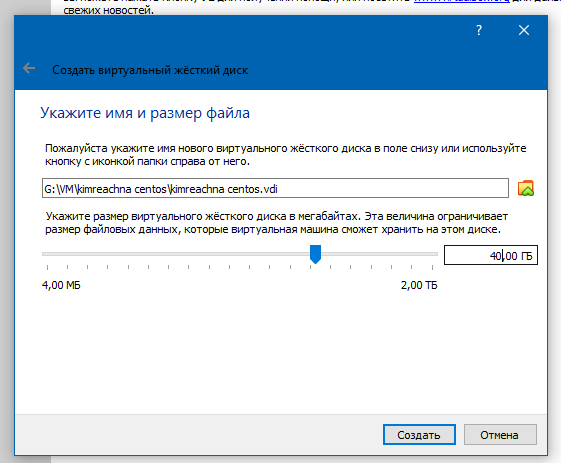 свежих новостей.
?
Создать виртуальный жёсткий диск
Укажите имя и размер файла
Пожалуйста укажите имя нового виртуального жёсткого диска в поле снизу или используйте
кнопку с иконкой папки справа от него.
G:\VM\kimreachna centos\kimreachna centos.vdi
Укажите размер виртуального жёсткого диска в мегабайтах. Эта величина ограничивает
размер файловых данных, которые виртуальная машина сможет хранить на этом диске.
40,00 ГБ
4,00 МБ 2,00 ТБ
Создать Отмена